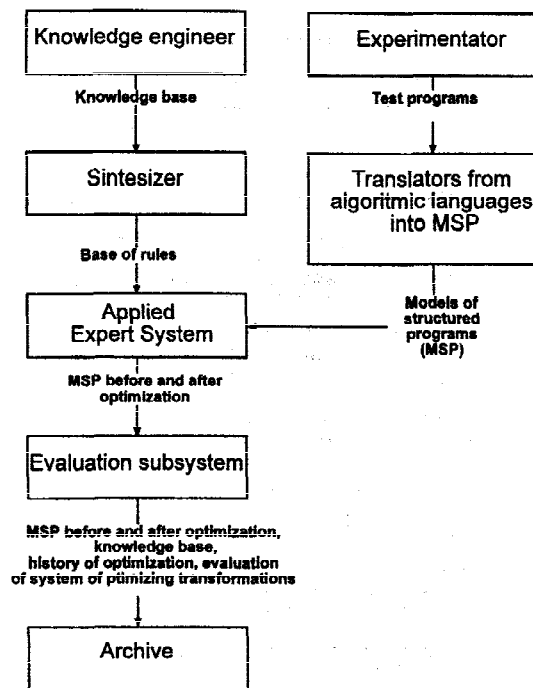 Knowledge engineer
Knowledge base
Sintesizer
Base of rules
Applied
Expert System
MSP before and after
optimization
Evaluation subsystem
MSP before and after optimization,
knowledge base,
history of optimization, evaluation
of system of pümizing transformations
Archive
Experimentator
Test programs
Translators from
algoritmic languages
into MSP
Models of
structured
programs
(MSP)